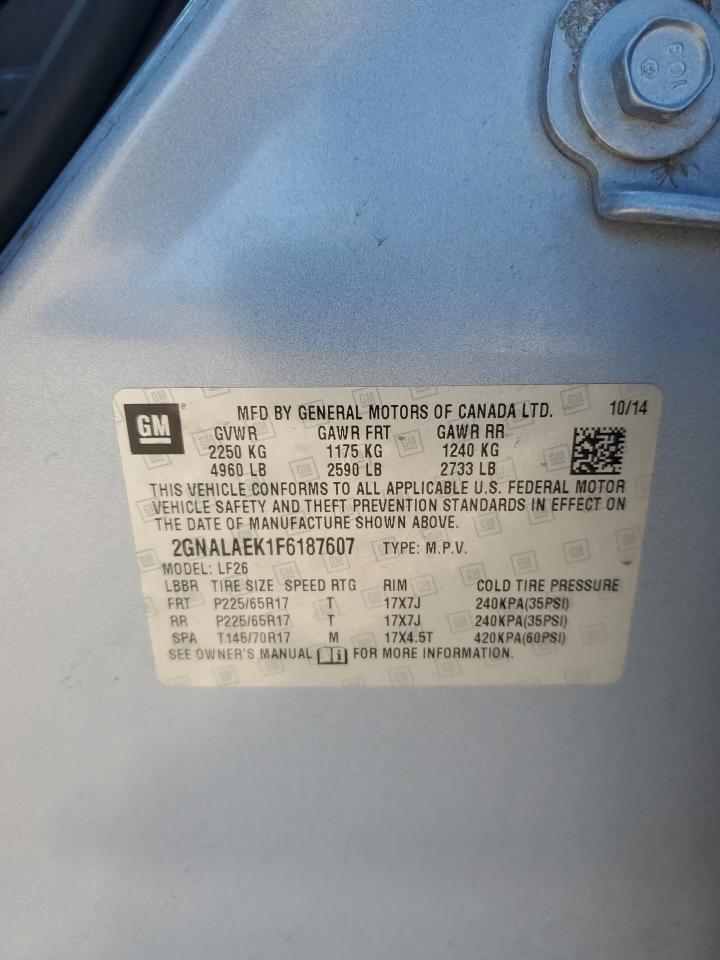 GM
MFD BY GENERAL MOTORS OF CANADA LTD. 10/14
GVWR GAWR FRT GAWR RR
2250 KG 1175 KG 1240 KG
4960 LB 2590 LB 2733 LB
THIS VEHICLE CONFORMS TO ALL APPLICABLE U.S. FEDERAL MOTOR
VEHICLE SAFETY AND THEFT PREVENTION STANDARDS IN EFFECT ON
THE DATE OF MANUFACTURE SHOWN ABOVE.
2GNALAEK1F6187607 TYPE: M.P.V.
MODEL: LF26
LBBR TIRE SIZE SPEED RTG RIM COLD TIRE PRESSURE
FRT P225/65R17 T 17X7J 240KPA(35PSI)
RR P225/65R17 T 17X7J 240KPA(35PSI)
SPA T145/70R17 M 17X4.5T 420KPA(60PSI)
SEE OWNER'S MANUAL FOR MORE INFORMATION.